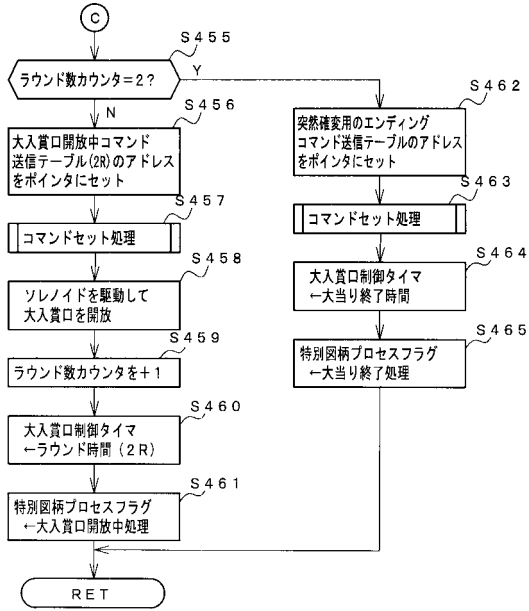 C
S455
ラウンド数カウンタ=2?
Y
N
S456
大入賞口開放中コマンド
送信テーブル(2R)のアドレス
をポインタにセット
S457
コマンドセット処理
S458
ソレノイドを駆動して
大入賞口を開放
S459
ラウンド数カウンタを+1
S460
大入賞口制御タイマ
←ラウンド時間(2R)
S461
特別図柄プロセスフラグ
←大入賞口開放中処理
S462
突然確変用のエンディング
コマンド送信テーブルのアドレス
をポインタにセット
S463
コマンドセット処理
S464
大入賞口制御タイマ
←大当り終了時間
S465
特別図柄プロセスフラグ
←大当り終了処理
RET